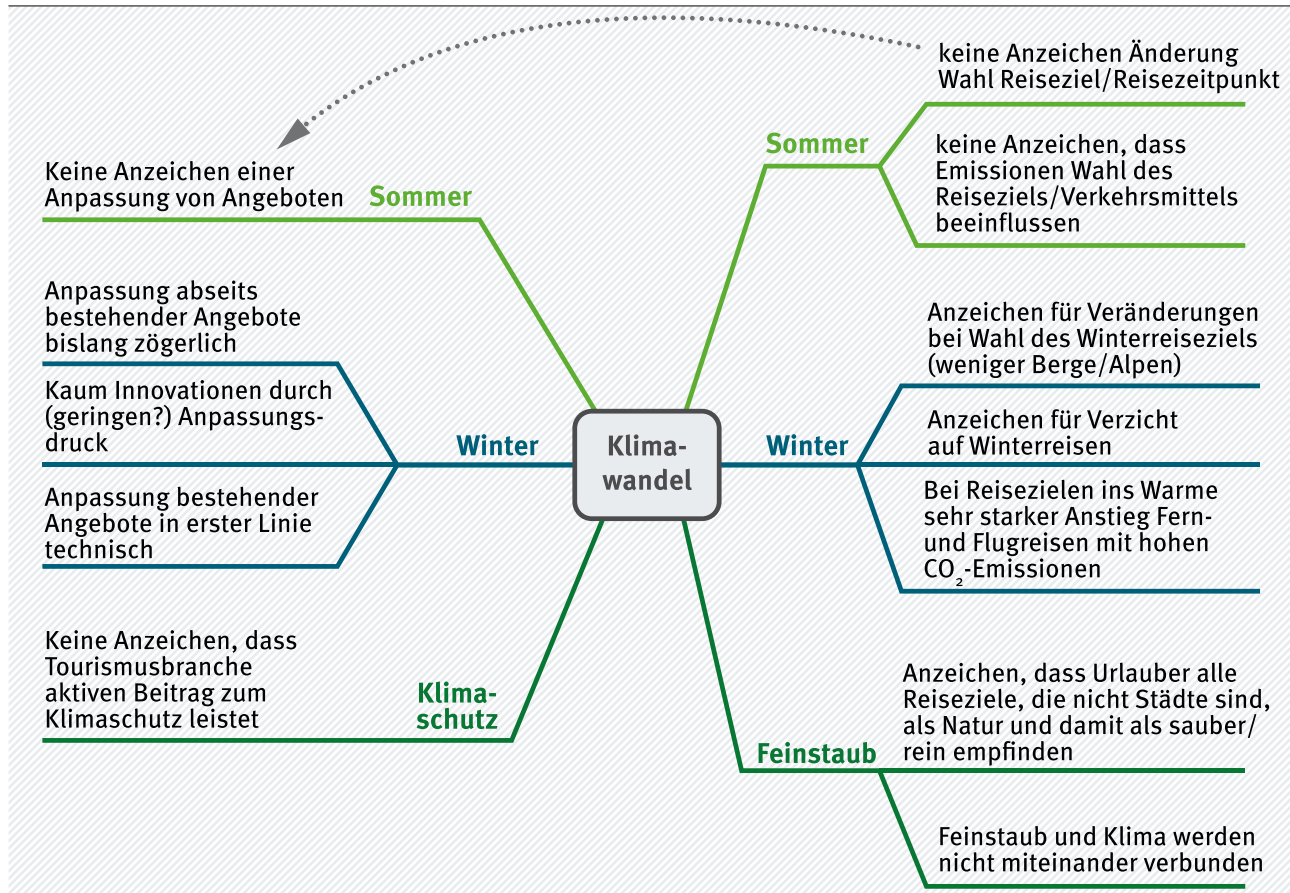 keine Anzeichen Änderung
Wahl Reiseziel/Reisezeitpunkt
Sommer
keine Anzeichen, dass
Emissionen Wahl des
Reiseziels/Verkehrsmittels
beeinflussen
Keine Anzeichen einer
Anpassung von Angeboten
Sommer
Anpassung abseits
bestehender Angebote
bislang zögerlich
Kaum Innovationen durch
(geringen?) Anpassungs-
druck
Winter
Anpassung bestehender
Angebote in erster Linie
technisch
Klima-
wandel
Anzeichen für Veränderungen
bei Wahl des Winterreiseziels
(weniger Berge/Alpen)
Winter
Anzeichen für Verzicht
auf Winterreisen
Bei Reisezielen ins Warme
sehr starker Anstieg Fern-
und Flugreisen mit hohen
CO₂-Emissionen
Keine Anzeichen, dass
Tourismusbranche
aktiven Beitrag zum
Klimaschutz leistet
Klima-
schutz
Feinstaub
Anzeichen, dass Urlauber alle
Reiseziele, die nicht Städte sind,
als Natur und damit als sauber/
rein empfinden
Feinstaub und Klima werden
nicht miteinander verbunden